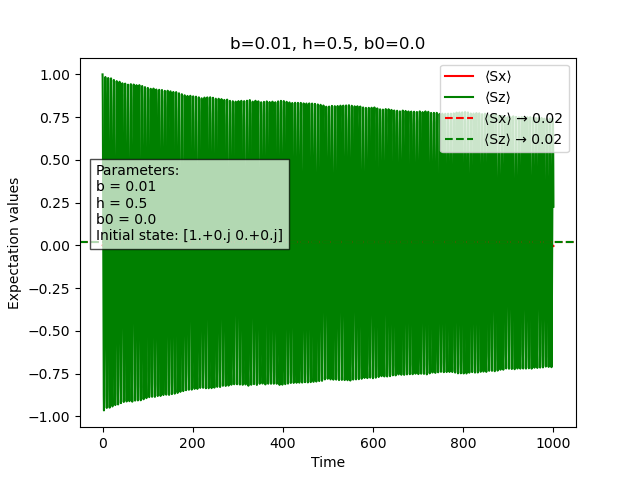 b=0.01, h=0.5, b0=0.0
1.00
0.75
0.50
0.25
0.00
−0.25
−0.50
−0.75
−1.00
Expectation values
⟨Sx⟩
⟨Sz⟩
⟨Sx⟩ → 0.02
⟨Sz⟩ → 0.02
Parameters:
b = 0.01
h = 0.5
b0 = 0.0
Initial state: [1.+0.j 0.+0.j]
0
200
400
600
800
1000
Time